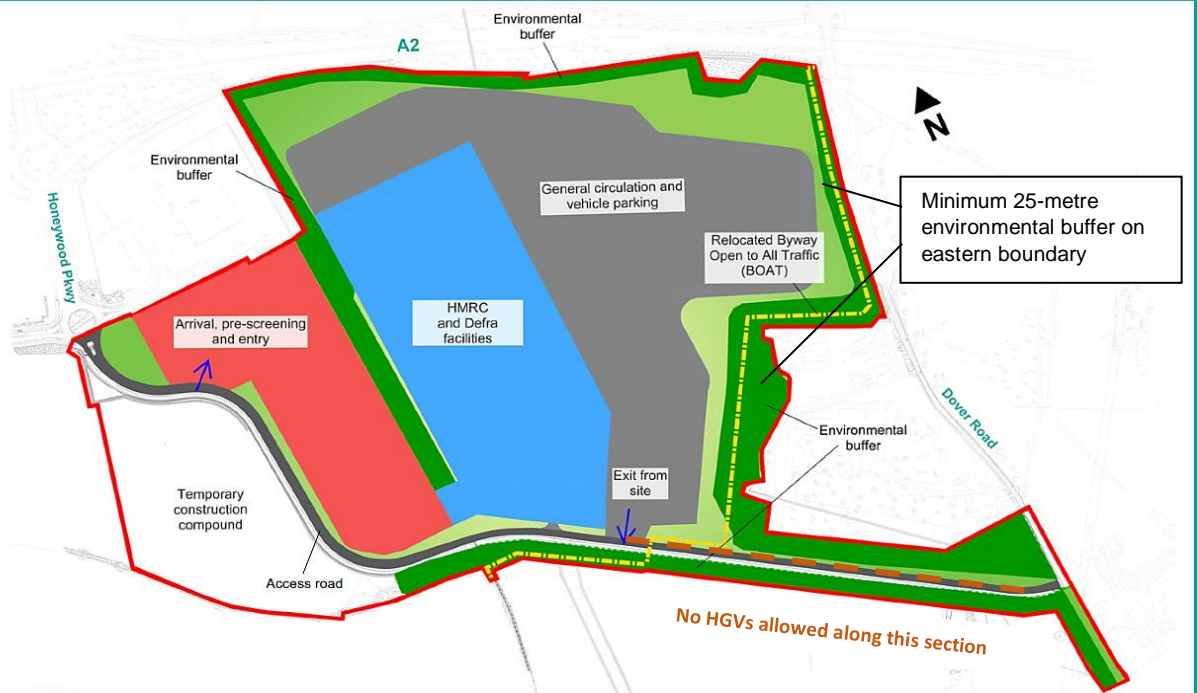 Environmental
buffer
A2
N
Environmental
buffer
Honeywood Pkwy
General circulation and
vehicle parking
Minimum 25-metre
environmental buffer on
eastern boundary
Relocated Byway
Open to All Traffic
(BOAT)
Arrival, pre-screening
and entry
HMRC
and Defra
facilities
Dover Road
Environmental
buffer
Exit from
site
Temporary
construction
compound
Access road
No HGVs allowed along this section